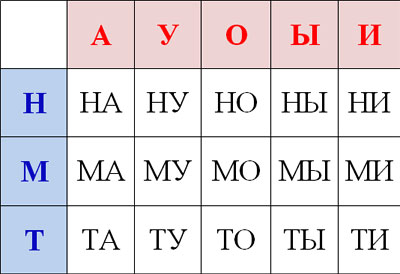 А У О Ы И
Н НА НУ НО НЫ НИ
М МА МУ МО МЫ МИ
Т ТА ТУ ТО ТЫ ТИ